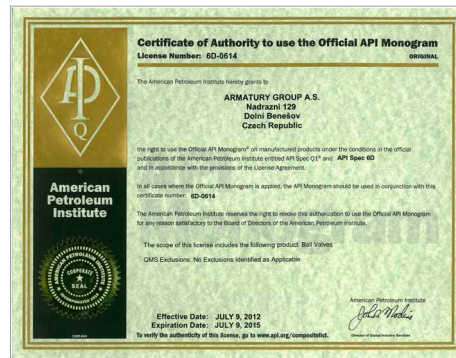 Certificate of Authority to use the Official API Monogram
License Number: 6D-0614
ORIGINAL
The American Petroleum Institute hereby grants to
ARMATURY GROUP A.S.
Nadrazni 129
Dolni Benešov
Czech Republic
the right to use the Official API Monogram® on manufactured products under the conditions in the official
publications of the American Petroleum Institute entitled API Spec Q1® and API Spec 6D
and in accordance with the provisions of the License Agreement.
In all cases where the Official API Monogram is applied, the API Monogram should be used in conjunction with this
certificate number: 6D-0614
The American Petroleum Institute reserves the right to revoke this authorization to use the Official API Monogram
for any reason satisfactory to the Board of Directors of the American Petroleum Institute.
The scope of this license includes the following product: Ball Valves
QMS Exclusions: No Exclusions Identified as Applicable
American Petroleum Institute
Effective Date: JULY 9, 2012
Expiration Date: JULY 9, 2015
To verify the authenticity of this license, go to www.api.org/compositelist.
Director of Global Industry Services
API
Q
American
Petroleum
Institute
AMERICAN PETROLEUM INSTITUTE
CORPORATE
SEAL